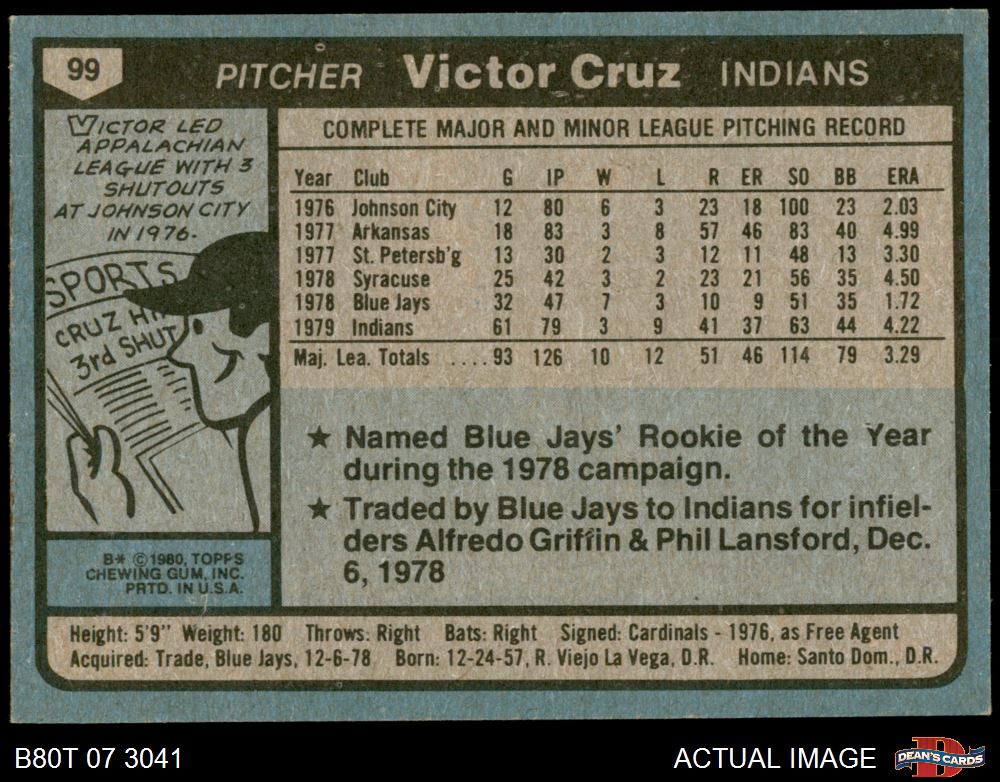 99
PITCHER Victor Cruz INDIANS
VICTOR LED
APPALACHIAN
LEAGUE WITH 3
SHUTOUTS
AT JOHNSON CITY
IN 1976.
SPORTS
CRUZ
3rd SHUT
COMPLETE MAJOR AND MINOR LEAGUE PITCHING RECORD
Year Club G IP W L R ER SO BB ERA
1976 Johnson City 12 80 6 3 23 18 100 23 2.03
1977 Arkansas 18 83 3 8 57 46 83 40 4.99
1977 St. Petersb'g 13 30 2 3 12 11 48 13 3.30
1978 Syracuse 25 42 3 2 23 21 56 35 4.50
1978 Blue Jays 32 47 7 3 10 9 51 35 1.72
1979 Indians 61 79 3 9 41 37 63 44 4.22
Maj. Lea. Totals ....93 126 10 12 51 46 114 79 3.29
★ Named Blue Jays' Rookie of the Year
during the 1978 campaign.
★ Traded by Blue Jays to Indians for infiel-
ders Alfredo Griffin & Phil Lansford, Dec.
6, 1978
B* ©1980, TOPPS
CHEWING GUM, INC.
PRTD. IN U.S.A.
Height: 5'9" Weight: 180 Throws: Right Bats: Right Signed: Cardinals - 1976, as Free Agent
Acquired: Trade, Blue Jays, 12-6-78 Born: 12-24-57, R. Viejo La Vega, D.R. Home: Santo Dom., D.R.
B80T 07 3041
ACTUAL IMAGE
D
DEAN'S CARDS